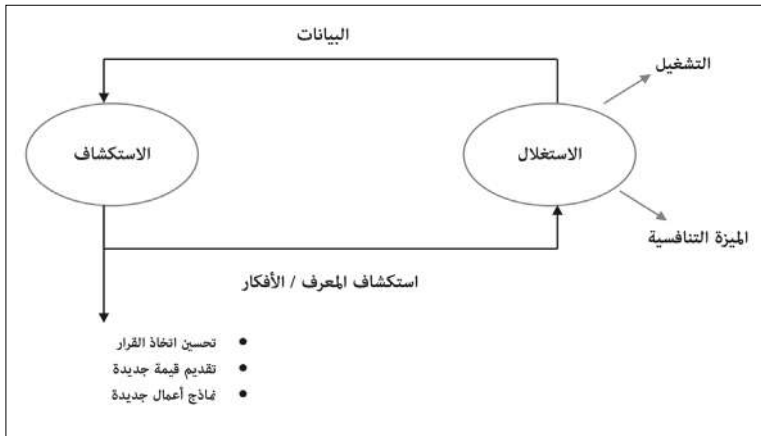 البيانات
التشغيل
الاستكشاف
الاستغلال
الميزة التنافسية
استكشاف المعرف / الأفكار
● تحسين اتخاذ القرار
● تقديم قيمة جديدة
● نماذج أعمال جديدة